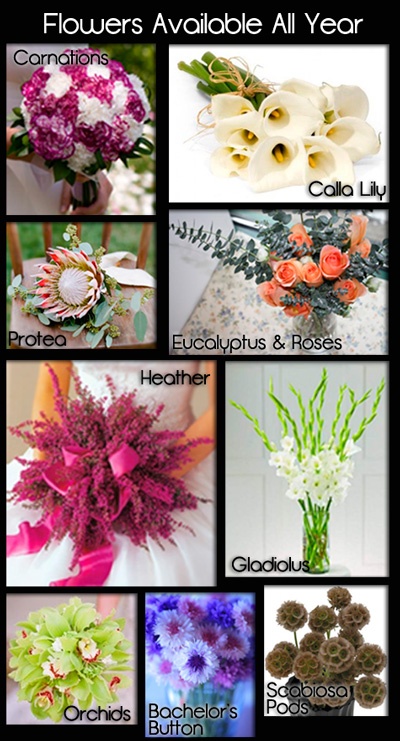 Flowers Available All Year
Carnations
Calla Lily
Protea
Eucalyptus & Roses
Heather
Gladiolus
Orchids
Bachelor's
Button
Scabiosa
Pods